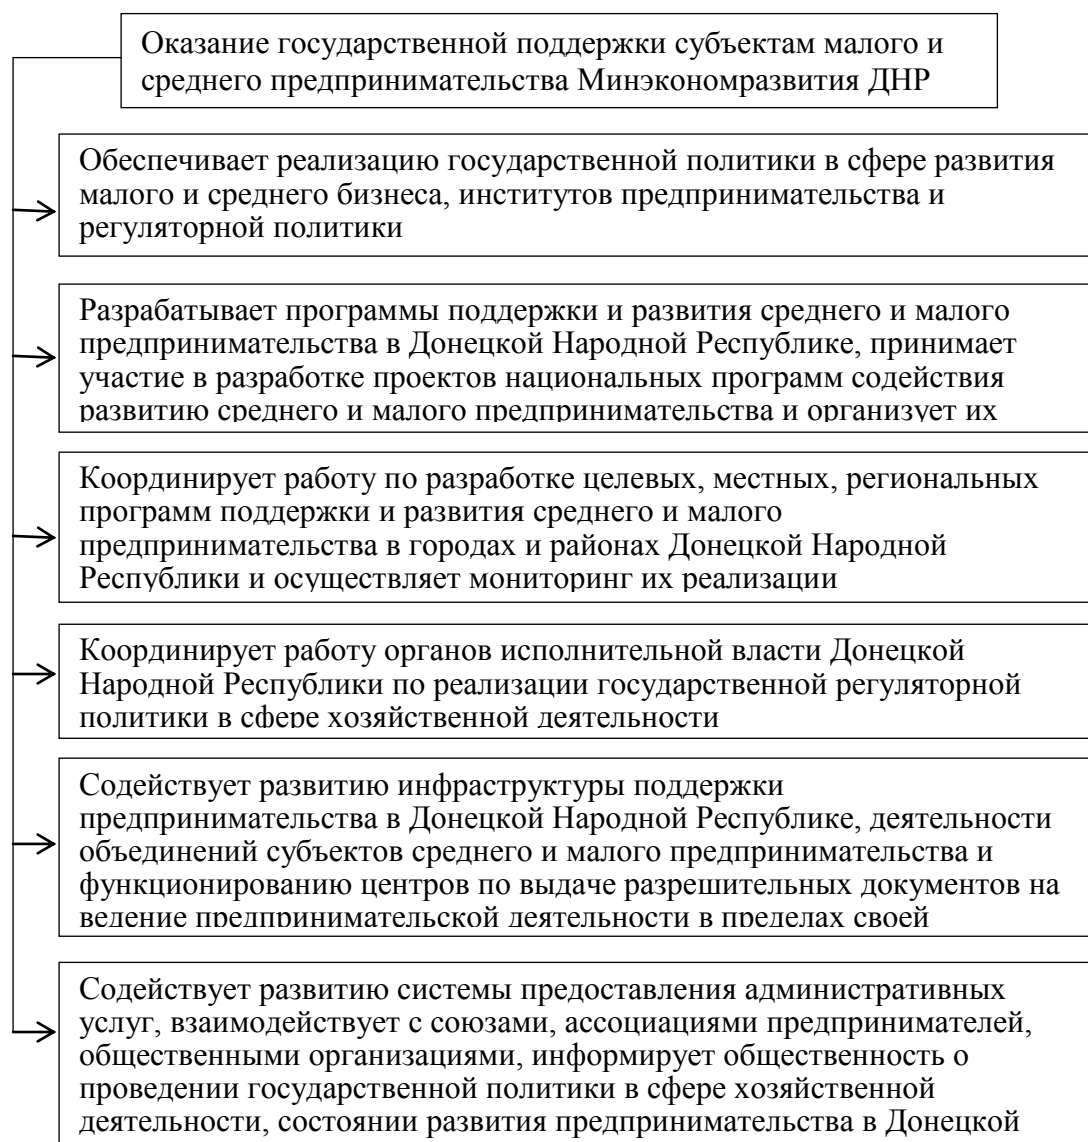 Оказание государственной поддержки субъектам малого и
среднего предпринимательства Минэкономразвития ДНР
Обеспечивает реализацию государственной политики в сфере развития
малого и среднего бизнеса, институтов предпринимательства и
регуляторной политики
Разрабатывает программы поддержки и развития среднего и малого
предпринимательства в Донецкой Народной Республике, принимает
участие в разработке проектов национальных программ содействия
развитию среднего и малого предпринимательства и организует их
Координирует работу по разработке целевых, местных, региональных
программ поддержки и развития среднего и малого
предпринимательства в городах и районах Донецкой Народной
Республики и осуществляет мониторинг их реализации
Координирует работу органов исполнительной власти Донецкой
Народной Республики по реализации государственной регуляторной
политики в сфере хозяйственной деятельности
Содействует развитию инфраструктуры поддержки
предпринимательства в Донецкой Народной Республике, деятельности
объединений субъектов среднего и малого предпринимательства и
функционированию центров по выдаче разрешительных документов на
ведение предпринимательской деятельности в пределах своей
Содействует развитию системы предоставления административных
услуг, взаимодействует с союзами, ассоциациями предпринимателей,
общественными организациями, информирует общественность о
проведении государственной политики в сфере хозяйственной
деятельности, состоянии развития предпринимательства в Донецкой